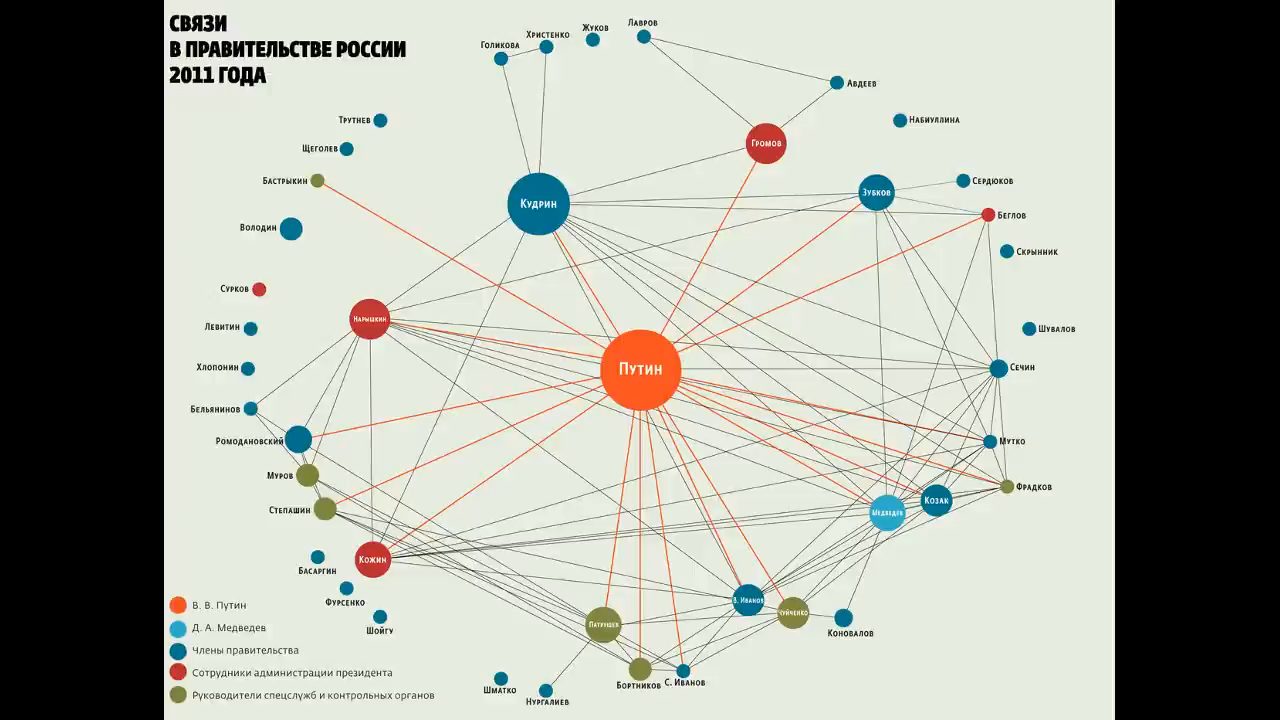 СВЯЗИ
В ПРАВИТЕЛЬСТВЕ РОССИИ
2011 ГОДА
Лавров
Жуков
Христенко
Голикова
Авдеев
Трутнев
Набиуллина
Громов
Щеголев
Бастрыкин
Сердюков
Зубков
Кудрин
Беглов
Володин
Скрынник
Сурков
Нарышкин
Левитин
Шувалов
Хлопонин
Путин
Сечин
Бельянинов
Ромодановский
Мутко
Муров
Фрадков
Козак
Степашин
Медведев
Кожин
Басаргин
Фурсенко
В. Иванов
Чуйченко
Патрушев
Шойгу
Коновалов
Бортников
С. Иванов
Шматко
Нургалиев
В. В. Путин
Д. А. Медведев
Члены правительства
Сотрудники администрации президента
Руководители спецслужб и контрольных органов